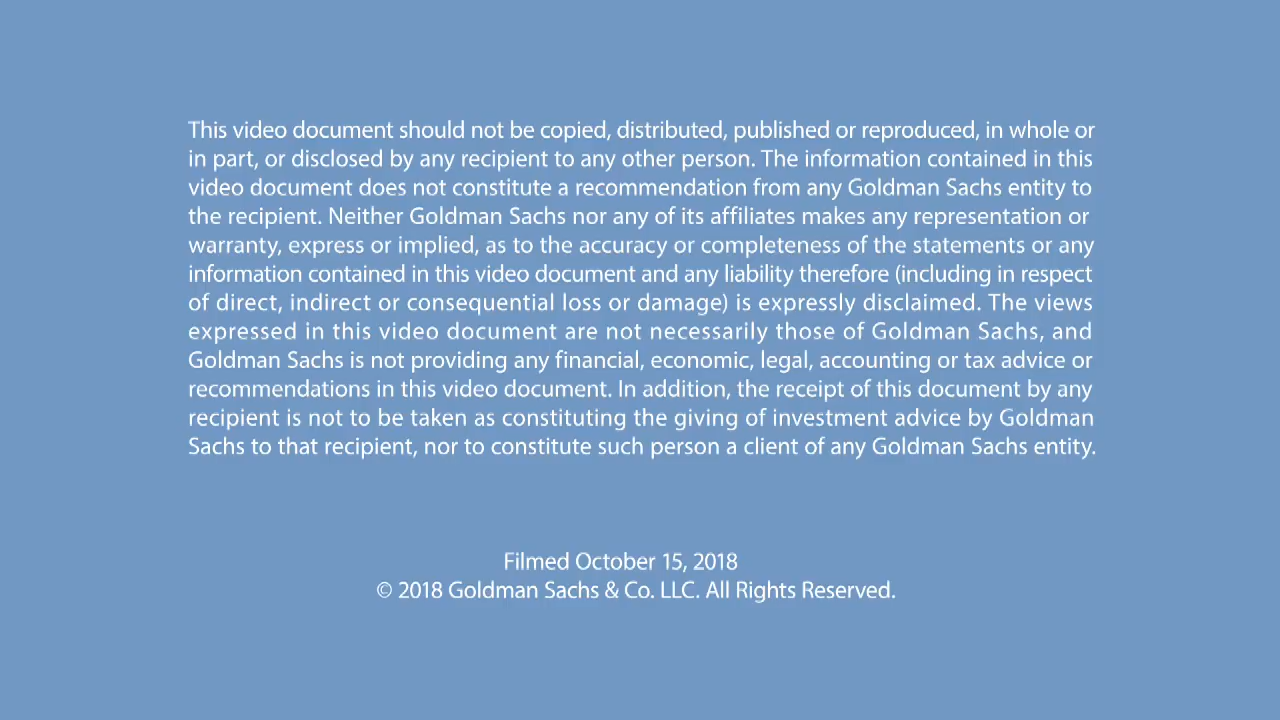 This video document should not be copied, distributed, published or reproduced, in whole or
in part, or disclosed by any recipient to any other person. The information contained in this
video document does not constitute a recommendation from any Goldman Sachs entity to
the recipient. Neither Goldman Sachs nor any of its affiliates makes any representation or
warranty, express or implied, as to the accuracy or completeness of the statements or any
information contained in this video document and any liability therefore (including in respect
of direct, indirect or consequential loss or damage) is expressly disclaimed. The views
expressed in this video document are not necessarily those of Goldman Sachs, and
Goldman Sachs is not providing any financial, economic, legal, accounting or tax advice or
recommendations in this video document. In addition, the receipt of this document by any
recipient is not to be taken as constituting the giving of investment advice by Goldman
Sachs to that recipient, nor to constitute such person a client of any Goldman Sachs entity.
Filmed October 15, 2018
© 2018 Goldman Sachs & Co. LLC. All Rights Reserved.